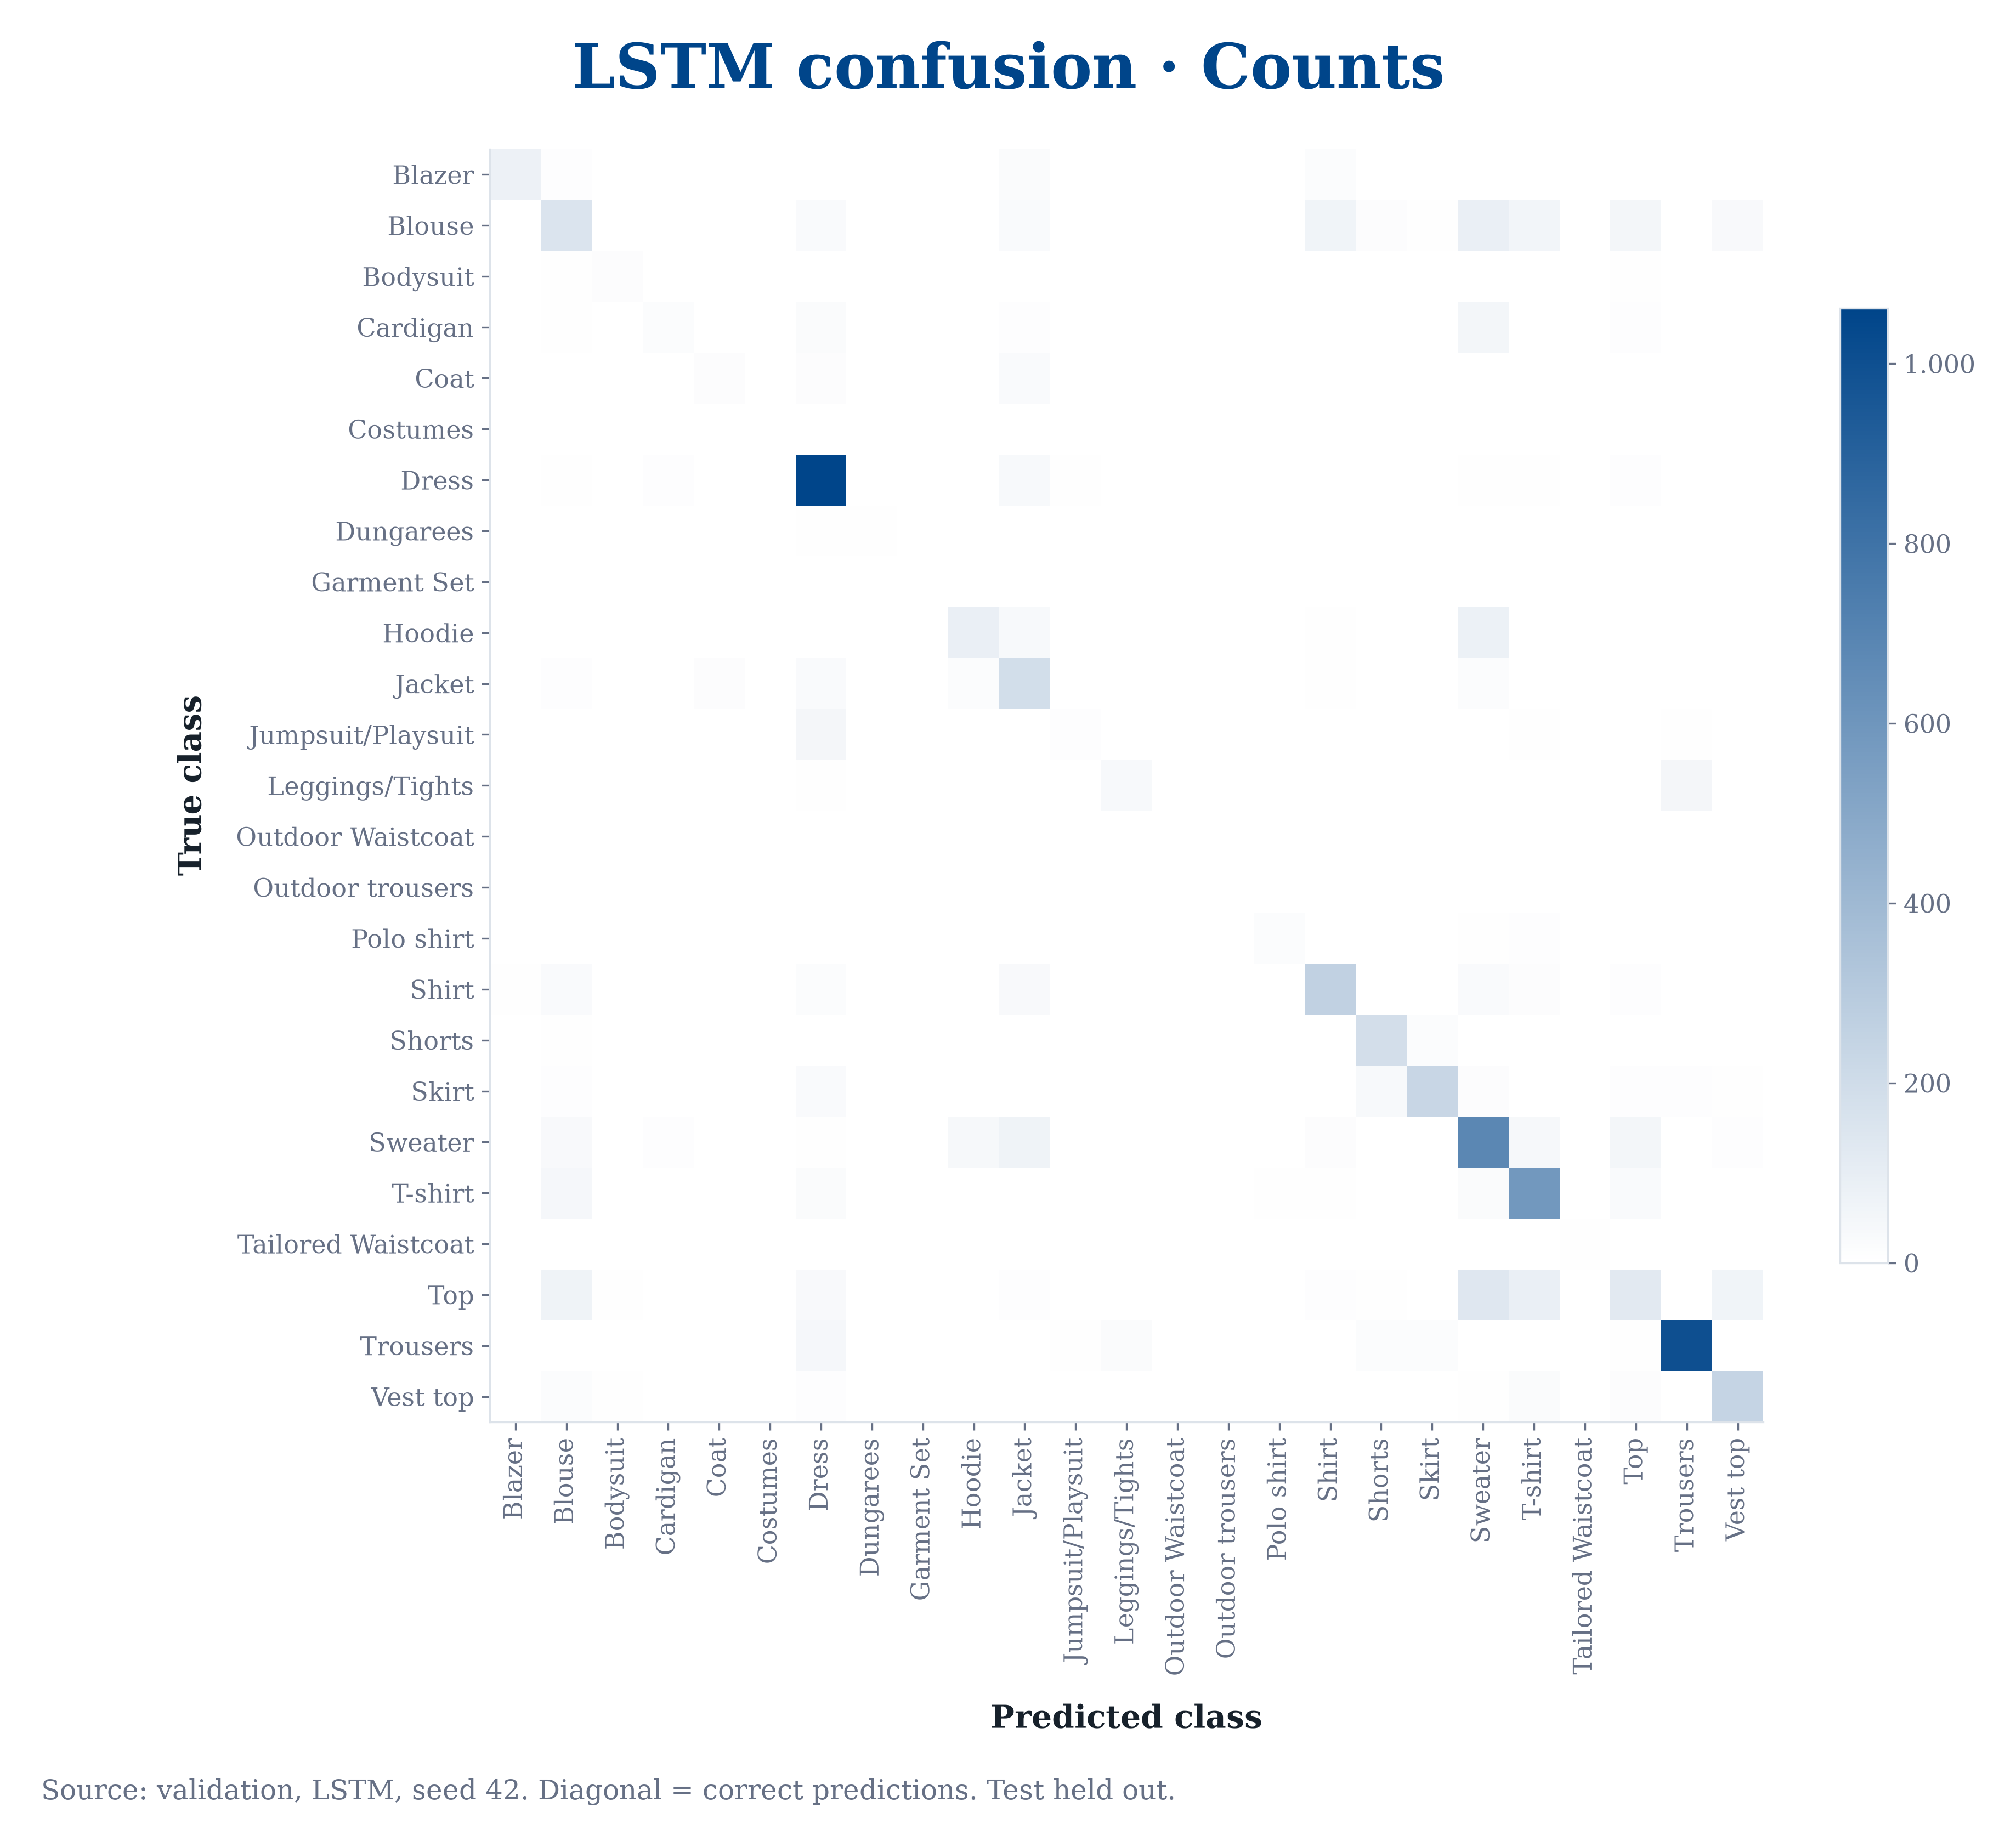 LSTM confusion · Counts
True class
Blazer
Blouse
Bodysuit
Cardigan
Coat
Costumes
Dress
Dungarees
Garment Set
Hoodie
Jacket
Jumpsuit/Playsuit
Leggings/Tights
Outdoor Waistcoat
Outdoor trousers
Polo shirt
Shirt
Shorts
Skirt
Sweater
T-shirt
Tailored Waistcoat
Top
Trousers
Vest top
1.000
800
600
400
200
0
Blazer
Blouse
Bodysuit
Cardigan
Coat
Costumes
Dress
Dungarees
Garment Set
Hoodie
Jacket
Jumpsuit/Playsuit
Leggings/Tights
Outdoor Waistcoat
Outdoor trousers
Polo shirt
Shirt
Shorts
Skirt
Sweater
T-shirt
Tailored Waistcoat
Top
Trousers
Vest top
Predicted class
Source: validation, LSTM, seed 42. Diagonal = correct predictions. Test held out.